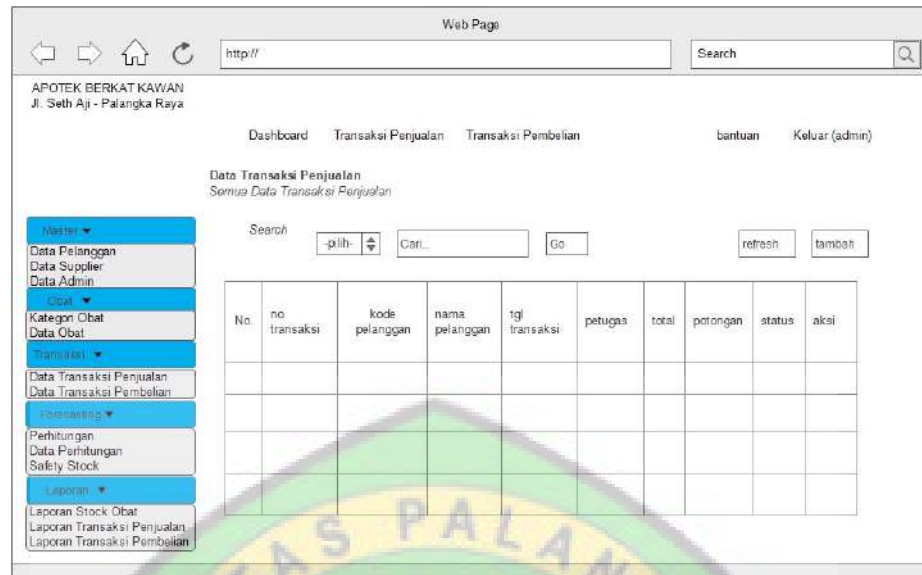 Web Page
http://
Search
APOTEK BERKAT KAWAN
Jl. Seth Aji - Palangka Raya
Dashboard Transaksi Penjualan Transaksi Pembelian bantuan Keluar (admin)
Data Transaksi Penjualan
Semua Data Transaksi Penjualan
Master
Data Pelanggan
Data Supplier
Data Admin
Obat
Kategori Obat
Data Obat
Transaksi
Data Transaksi Penjualan
Data Transaksi Pembelian
Forecasting
Perhitungan
Data Perhitungan
Safety Stock
Laporan
Laporan Stock Obat
Laporan Transaksi Penjualan
Laporan Transaksi Pembelian
Search -pilih- Cari... Go refresh tambah
No. no transaksi kode pelanggan nama pelanggan tgl transaksi petugas total potongan status aksi